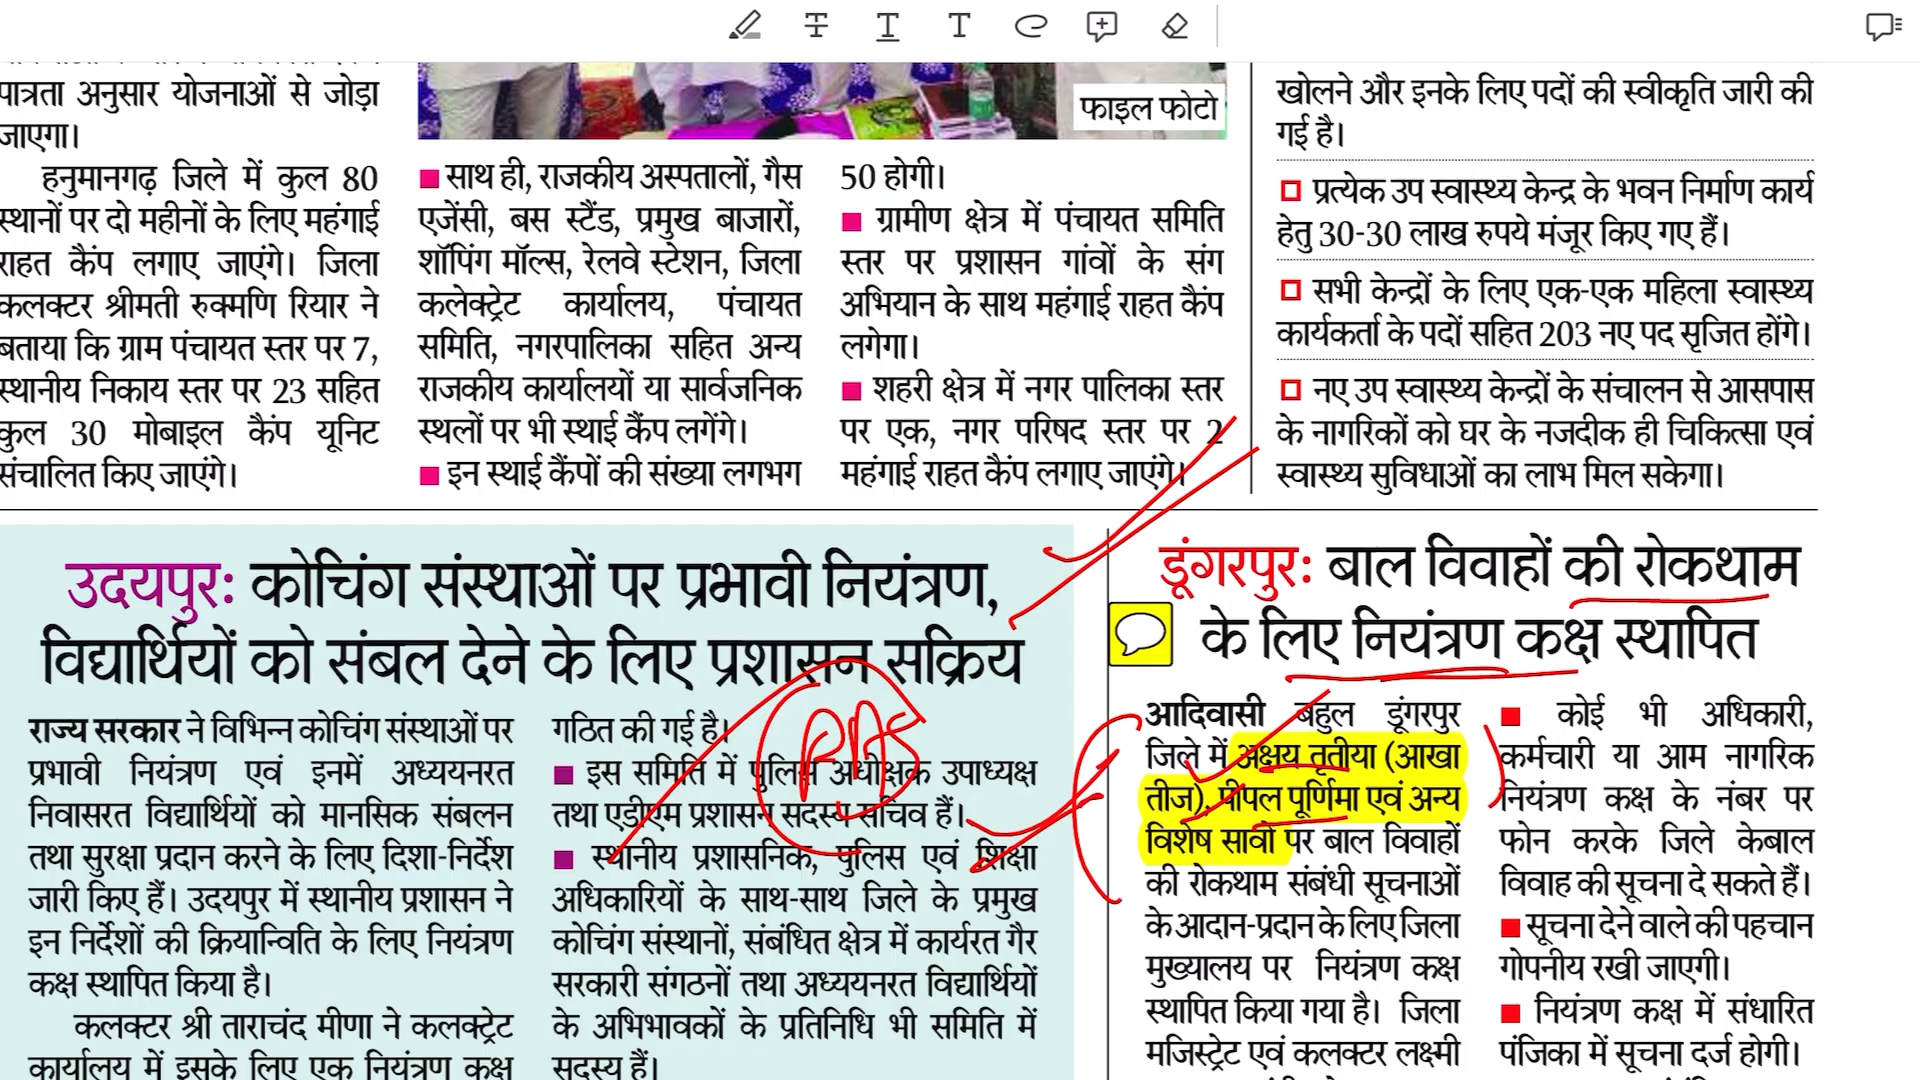 पात्रता अनुसार योजनाओं से जोड़ा
जाएगा।
हनुमानगढ़ जिले में कुल 80
स्थानों पर दो महीनों के लिए महंगाई
राहत कैंप लगाए जाएंगे। जिला
कलक्टर श्रीमती रुक्मणि रियार ने
बताया कि ग्राम पंचायत स्तर पर 7,
स्थानीय निकाय स्तर पर 23 सहित
कुल 30 मोबाइल कैंप यूनिट
संचालित किए जाएंगे।
फाइल फोटो
साथ ही, राजकीय अस्पतालों, गैस
एजेंसी, बस स्टैंड, प्रमुख बाजारों,
शॉपिंग मॉल्स, रेलवे स्टेशन, जिला
कलेक्ट्रेट कार्यालय, पंचायत
समिति, नगरपालिका सहित अन्य
राजकीय कार्यालयों या सार्वजनिक
स्थलों पर भी स्थाई कैंप लगेंगे।
इन स्थाई कैंपों की संख्या लगभग
50 होगी।
ग्रामीण क्षेत्र में पंचायत समिति
स्तर पर प्रशासन गांवों के संग
अभियान के साथ महंगाई राहत कैंप
लगेगा।
शहरी क्षेत्र में नगर पालिका स्तर
पर एक, नगर परिषद स्तर पर 2
महंगाई राहत कैंप लगाए जाएंगे।
खोलने और इनके लिए पदों की स्वीकृति जारी की
गई है।
प्रत्येक उप स्वास्थ्य केन्द्र के भवन निर्माण कार्य
हेतु 30-30 लाख रुपये मंजूर किए गए हैं।
सभी केन्द्रों के लिए एक-एक महिला स्वास्थ्य
कार्यकर्ता के पदों सहित 203 नए पद सृजित होंगे।
नए उप स्वास्थ्य केन्द्रों के संचालन से आसपास
के नागरिकों को घर के नजदीक ही चिकित्सा एवं
स्वास्थ्य सुविधाओं का लाभ मिल सकेगा।
उदयपुर: कोचिंग संस्थाओं पर प्रभावी नियंत्रण,
विद्यार्थियों को संबल देने के लिए प्रशासन सक्रिय
राज्य सरकार ने विभिन्न कोचिंग संस्थाओं पर
प्रभावी नियंत्रण एवं इनमें अध्ययनरत
निवासरत विद्यार्थियों को मानसिक संबलन
तथा सुरक्षा प्रदान करने के लिए दिशा-निर्देश
जारी किए हैं। उदयपुर में स्थानीय प्रशासन ने
इन निर्देशों की क्रियान्विति के लिए नियंत्रण
कक्ष स्थापित किया है।
कलक्टर श्री ताराचंद मीणा ने कलक्ट्रेट
कार्यालय में इसके लिए एक नियंत्रण कक्ष
गठित की गई है।
इस समिति में पुलिस अधीक्षक उपाध्यक्ष
तथा एडीएम प्रशासन सदस्य सचिव हैं।
स्थानीय प्रशासनिक, पुलिस एवं शिक्षा
अधिकारियों के साथ-साथ जिले के प्रमुख
कोचिंग संस्थानों, संबंधित क्षेत्र में कार्यरत गैर
सरकारी संगठनों तथा अध्ययनरत विद्यार्थियों
के अभिभावकों के प्रतिनिधि भी समिति में
सदस्य हैं।
डूंगरपुर: बाल विवाहों की रोकथाम
के लिए नियंत्रण कक्ष स्थापित
आदिवासी बहुल डूंगरपुर
जिले में अक्षय तृतीया (आखा
तीज), पीपल पूर्णिमा एवं अन्य
विशेष सावों पर बाल विवाहों
की रोकथाम संबंधी सूचनाओं
के आदान-प्रदान के लिए जिला
मुख्यालय पर नियंत्रण कक्ष
स्थापित किया गया है। जिला
मजिस्ट्रेट एवं कलक्टर लक्ष्मी
कोई भी अधिकारी,
कर्मचारी या आम नागरिक
नियंत्रण कक्ष के नंबर पर
फोन करके जिले केबाल
विवाह की सूचना दे सकते हैं।
सूचना देने वाले की पहचान
गोपनीय रखी जाएगी।
नियंत्रण कक्ष में संधारित
पंजिका में सूचना दर्ज होगी।